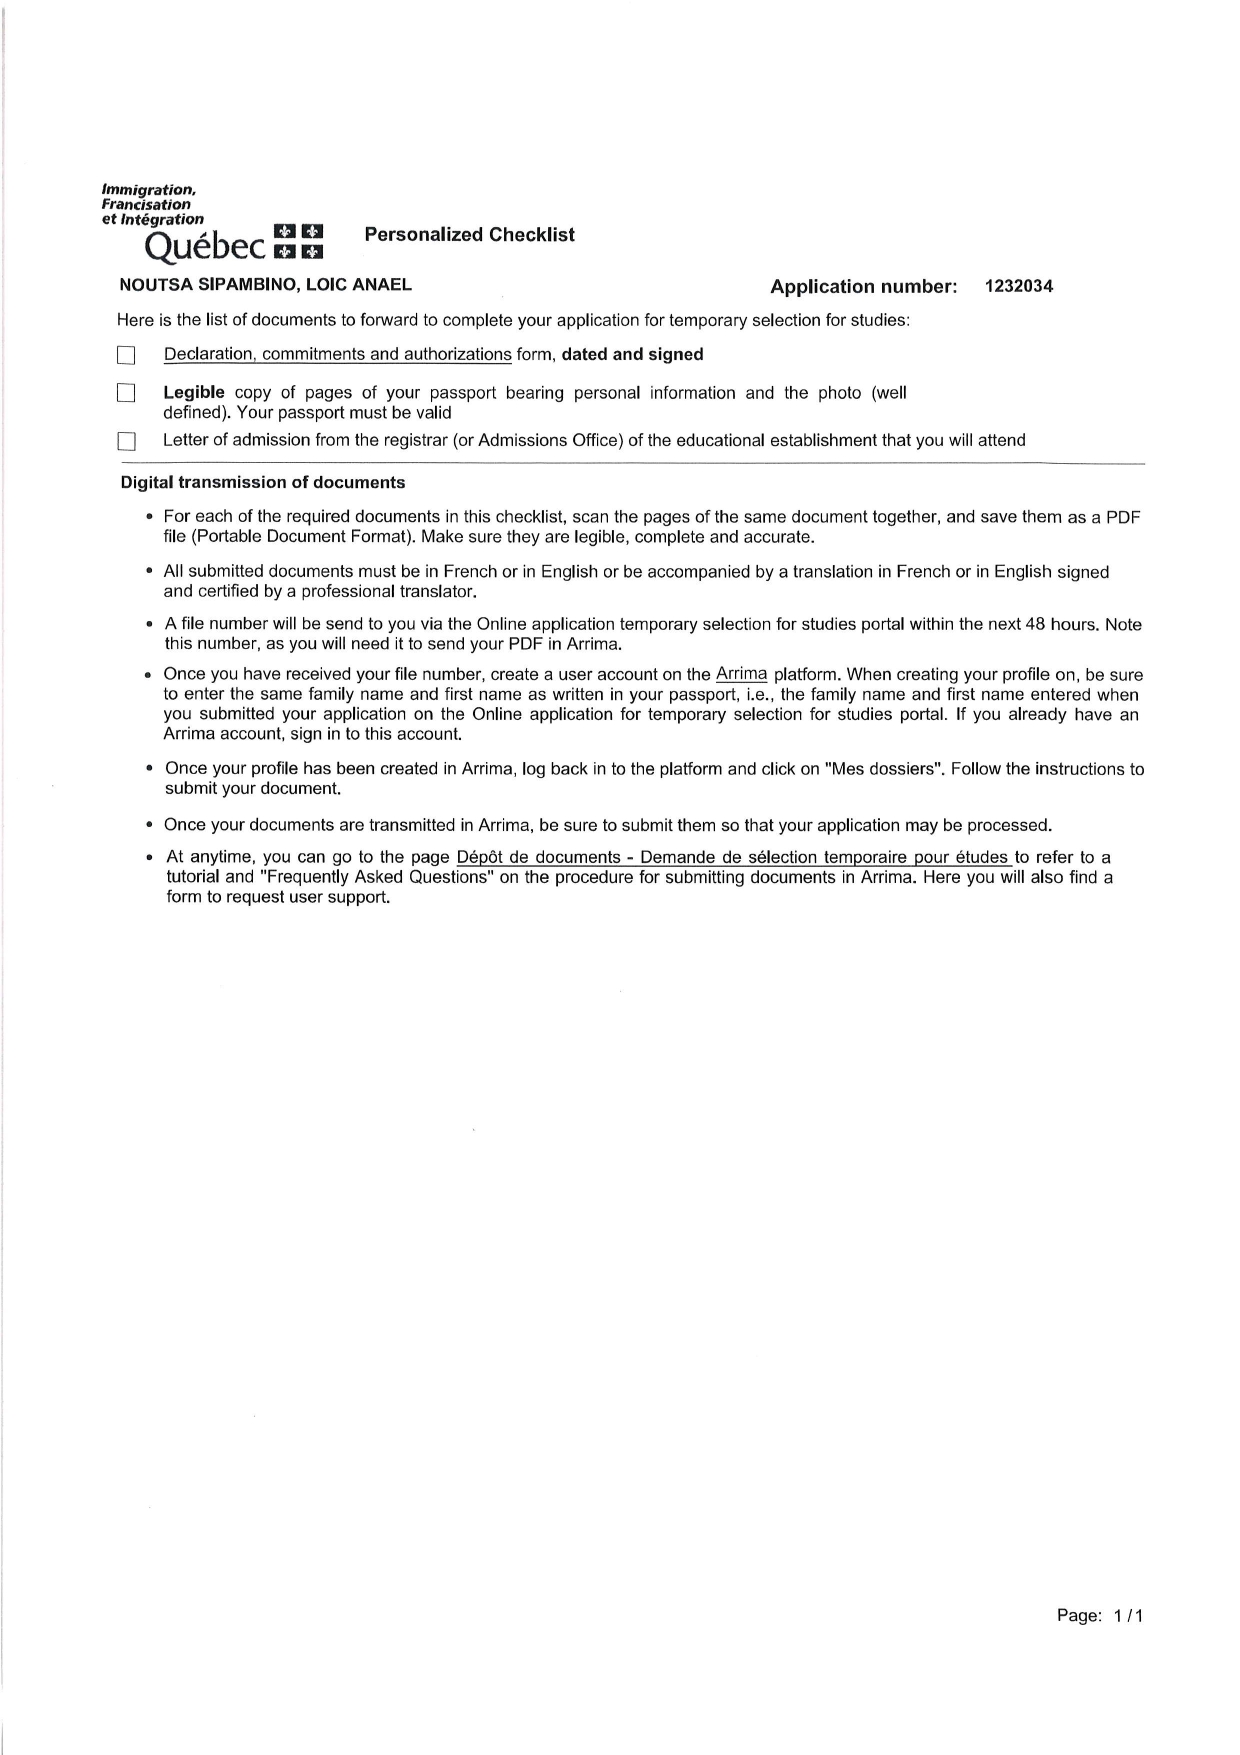 Immigration,
Francisation
et Intégration
Québec
Personalized Checklist
NOUTSA SIPAMBINO, LOIC ANAEL
Application number: 1232034
Here is the list of documents to forward to complete your application for temporary selection for studies:
Declaration, commitments and authorizations form, dated and signed
Legible copy of pages of your passport bearing personal information and the photo (well
defined). Your passport must be valid
Letter of admission from the registrar (or Admissions Office) of the educational establishment that you will attend
Digital transmission of documents
• For each of the required documents in this checklist, scan the pages of the same document together, and save them as a PDF
file (Portable Document Format). Make sure they are legible, complete and accurate.
• All submitted documents must be in French or in English or be accompanied by a translation in French or in English signed
and certified by a professional translator.
• A file number will be send to you via the Online application temporary selection for studies portal within the next 48 hours. Note
this number, as you will need it to send your PDF in Arrima.
• Once you have received your file number, create a user account on the Arrima platform. When creating your profile on, be sure
to enter the same family name and first name as written in your passport, i.e., the family name and first name entered when
you submitted your application on the Online application for temporary selection for studies portal. If you already have an
Arrima account, sign in to this account.
• Once your profile has been created in Arrima, log back in to the platform and click on "Mes dossiers". Follow the instructions to
submit your document.
• Once your documents are transmitted in Arrima, be sure to submit them so that your application may be processed.
• At anytime, you can go to the page Dépôt de documents - Demande de sélection temporaire pour études to refer to a
tutorial and "Frequently Asked Questions" on the procedure for submitting documents in Arrima. Here you will also find a
form to request user support.
Page: 1 / 1